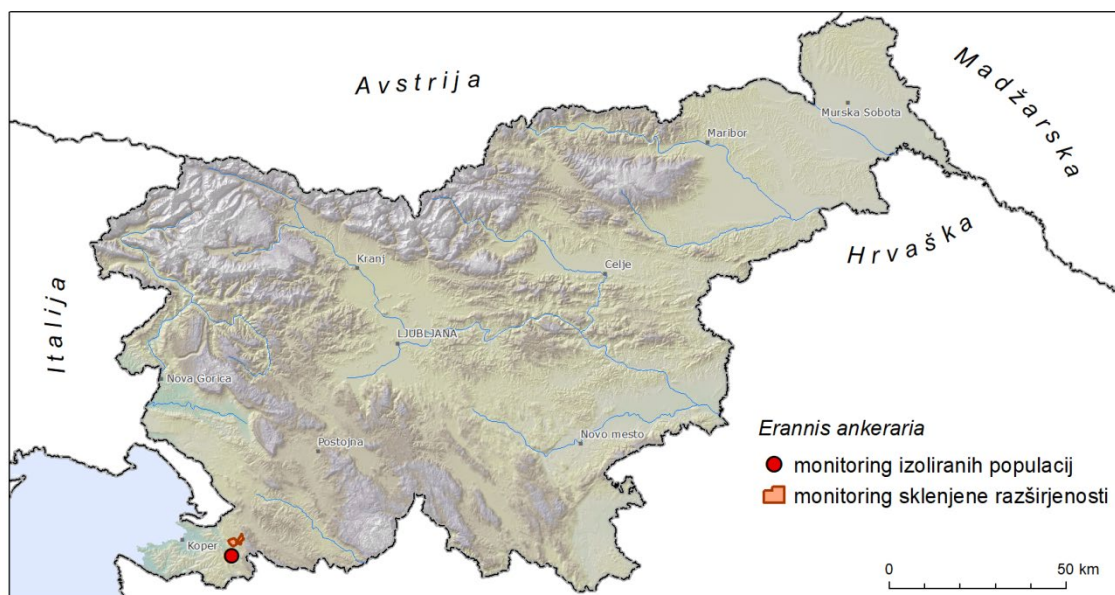 Avstrija
Madžarska
Murska Sobota
Maribor
Hrvaška
Italija
Kranj
Celje
LJUBLJANA
Nova Gorica
Postojna
Novo mesto
Koper
Erannis ankeraria
monitoring izoliranih populacij
monitoring sklenjene razširjenosti
0 50 km